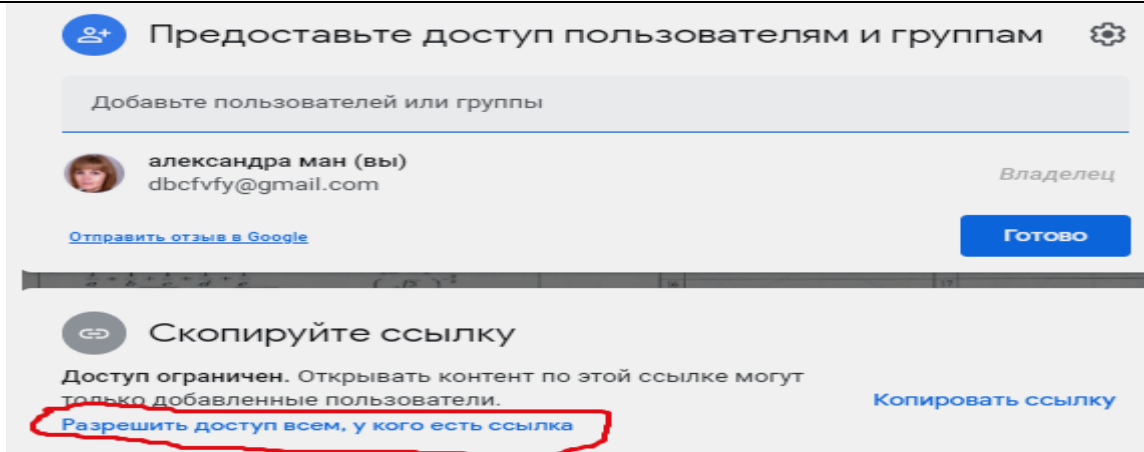 Предоставьте доступ пользователям и группам
Добавьте пользователей или группы
александра ман (вы)
dbcfvfy@gmail.com
Владелец
Отправить отзыв в Google
Готово
16 17
Скопируйте ссылку
Доступ ограничен. Открывать контент по этой ссылке могут
только добавленные пользователи.
Копировать ссылку
Разрешить доступ всем, у кого есть ссылка